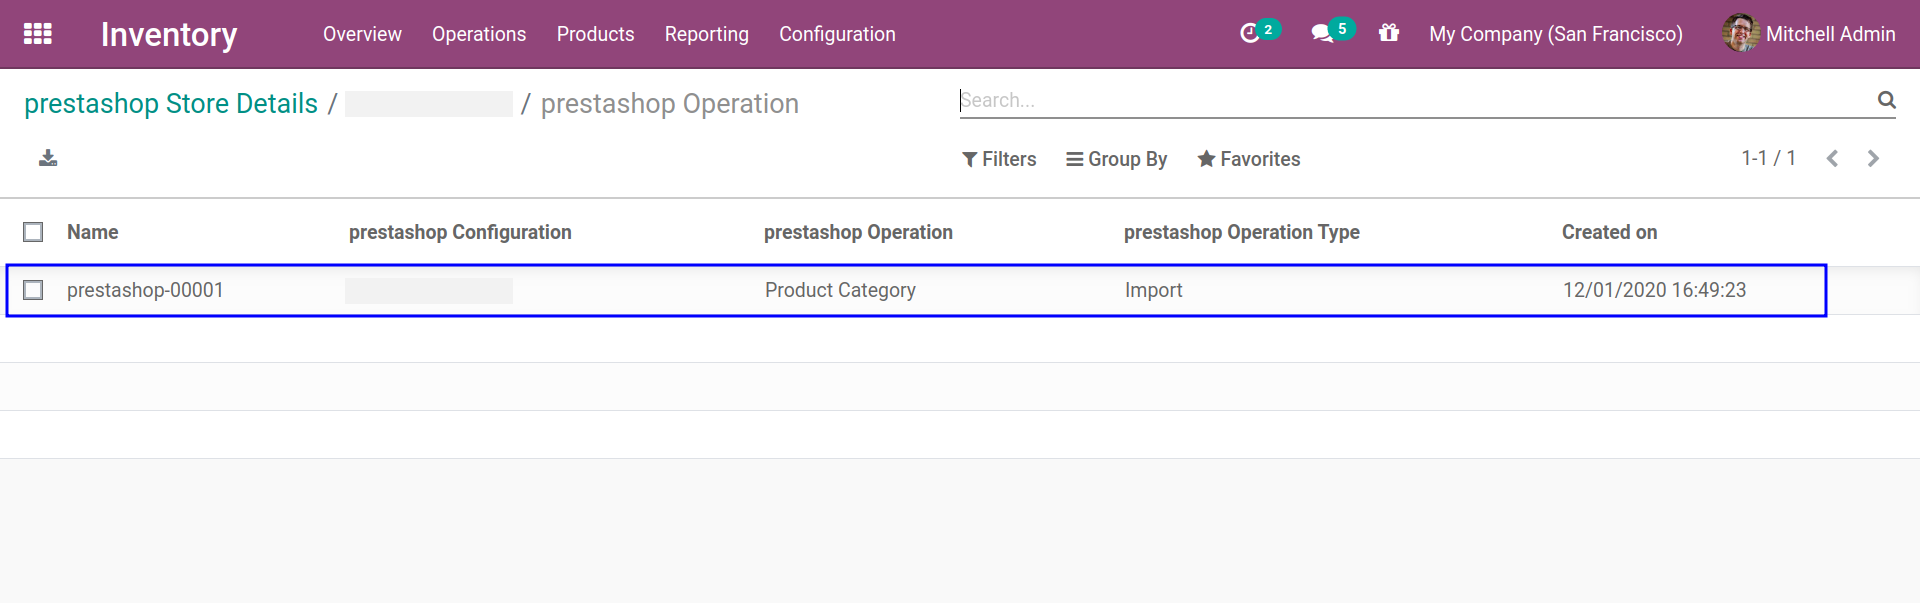 Inventory Overview Operations Products Reporting Configuration 2 5 My Company (San Francisco) Mitchell Admin
prestashop Store Details / / prestashop Operation Search...
Filters Group By Favorites 1-1 / 1
Name prestashop Configuration prestashop Operation prestashop Operation Type Created on
prestashop-00001 Product Category Import 12/01/2020 16:49:23